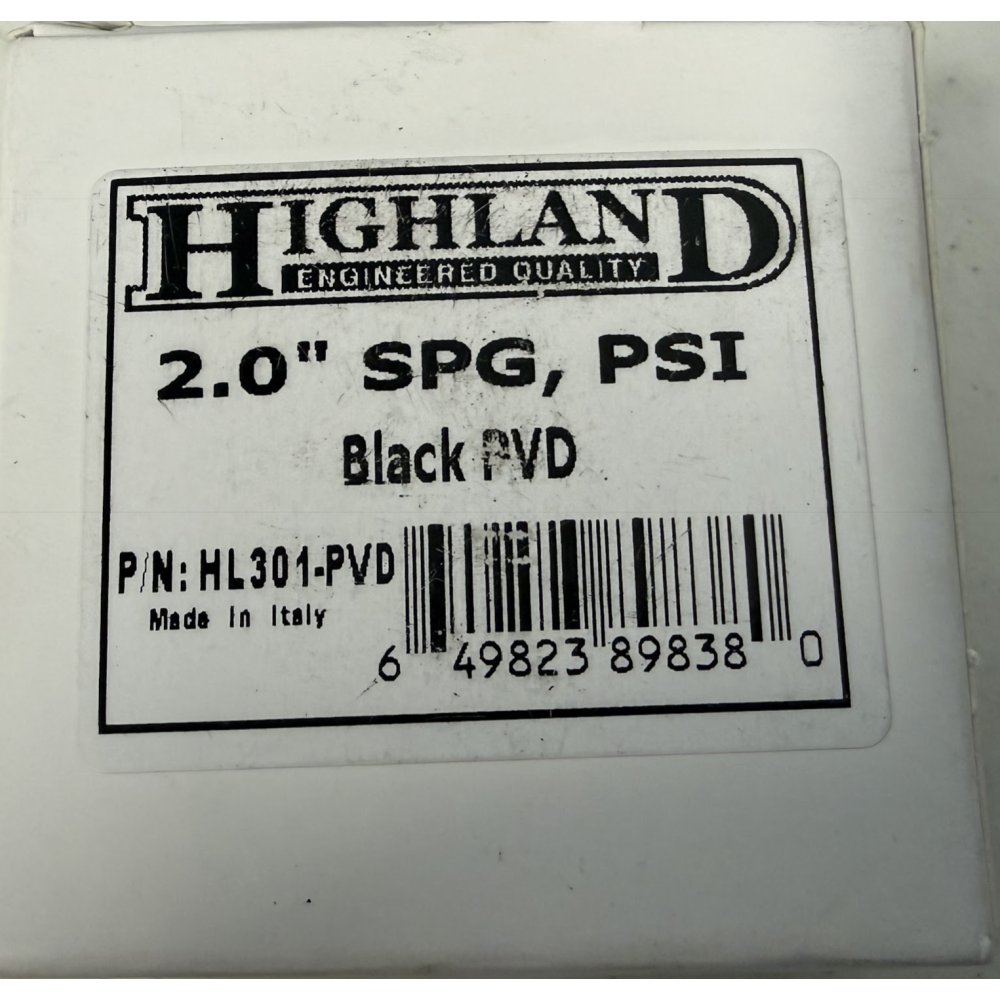 HIGHLAND
ENGINEERED QUALITY
2.0" SPG, PSI
Black PVD
P/N: HL301-PVD
Made In Italy
6 49823 89838 0